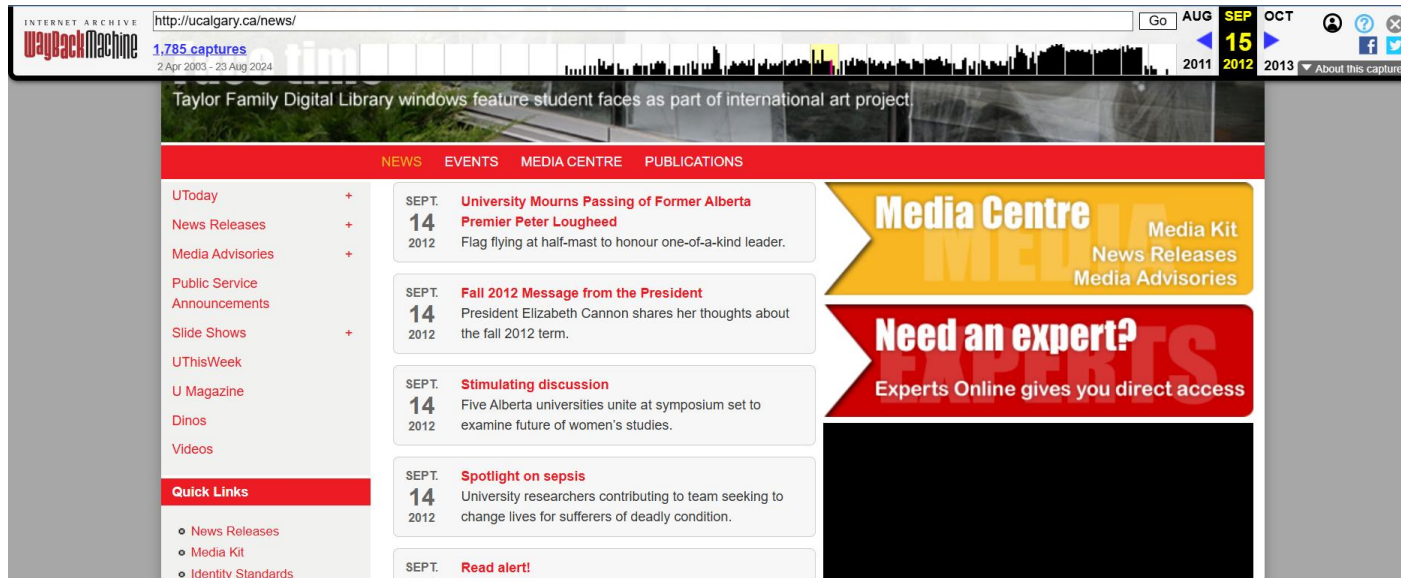 INTERNET ARCHIVE
WayBackMachine
http://ucalgary.ca/news/
Go
1,785 captures
2 Apr 2003 - 23 Aug 2024
AUG SEP OCT
15
2011 2012 2013
About this capture
Taylor Family Digital Library windows feature student faces as part of international art project.
NEWS EVENTS MEDIA CENTRE PUBLICATIONS
UToday +
News Releases +
Media Advisories +
Public Service
Announcements
Slide Shows +
UThisWeek
U Magazine
Dinos
Videos
Quick Links
News Releases
Media Kit
Identity Standards
SEPT.
14
2012
University Mourns Passing of Former Alberta
Premier Peter Lougheed
Flag flying at half-mast to honour one-of-a-kind leader.
SEPT.
14
2012
Fall 2012 Message from the President
President Elizabeth Cannon shares her thoughts about
the fall 2012 term.
SEPT.
14
2012
Stimulating discussion
Five Alberta universities unite at symposium set to
examine future of women's studies.
SEPT.
14
2012
Spotlight on sepsis
University researchers contributing to team seeking to
change lives for sufferers of deadly condition.
SEPT.
Read alert!
MEDIA
Media Centre
Media Kit
News Releases
Media Advisories
EXPERTS
Need an expert?
Experts Online gives you direct access